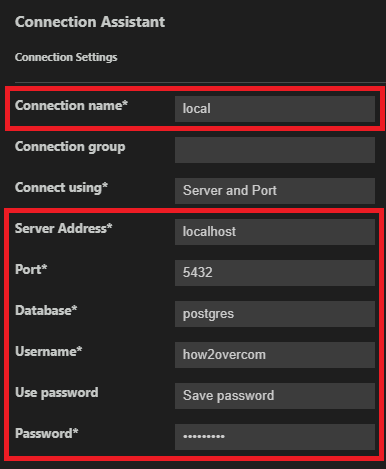 Connection Assistant
Connection Settings
Connection name* local
Connection group
Connect using* Server and Port
Server Address* localhost
Port* 5432
Database* postgres
Username* how2overcom
Use password Save password
Password* •••••••••